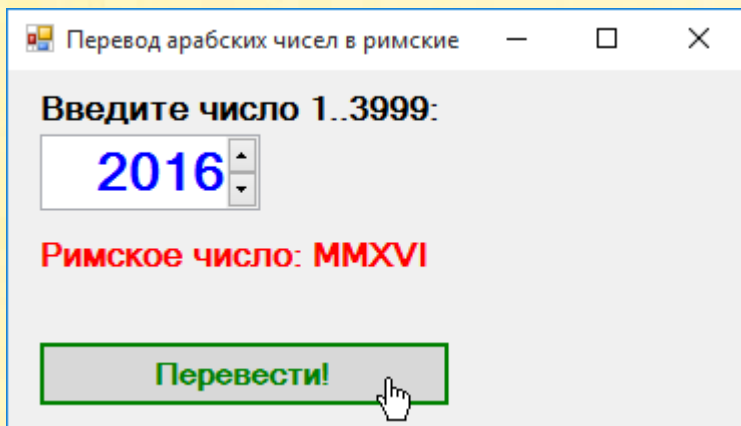 Перевод арабских чисел в римские
Введите число 1..3999:
2016
Римское число: MMXVI
Перевести!